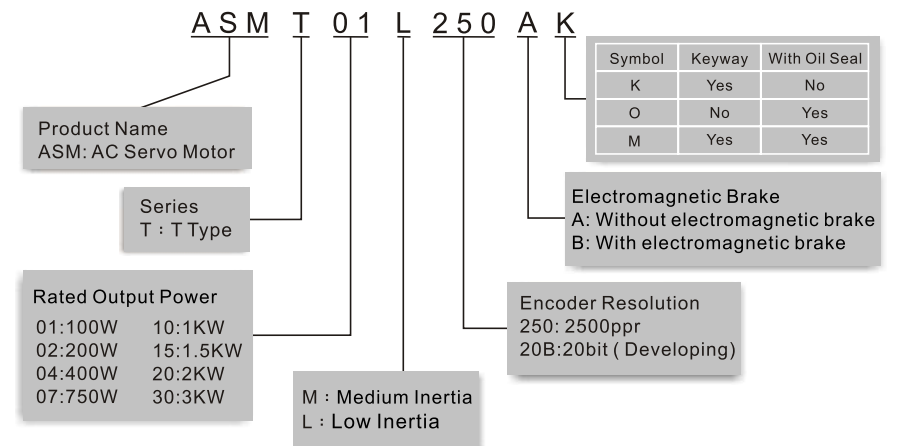 ASM T 01 L 250 A K
Symbol Keyway With Oil Seal
K Yes No
O No Yes
M Yes Yes
Product Name
ASM: AC Servo Motor
Series
T : T Type
Electromagnetic Brake
A: Without electromagnetic brake
B: With electromagnetic brake
Rated Output Power
01:100W 10:1KW
02:200W 15:1.5KW
04:400W 20:2KW
07:750W 30:3KW
Encoder Resolution
250: 2500ppr
20B:20bit ( Developing)
M : Medium Inertia
L : Low Inertia